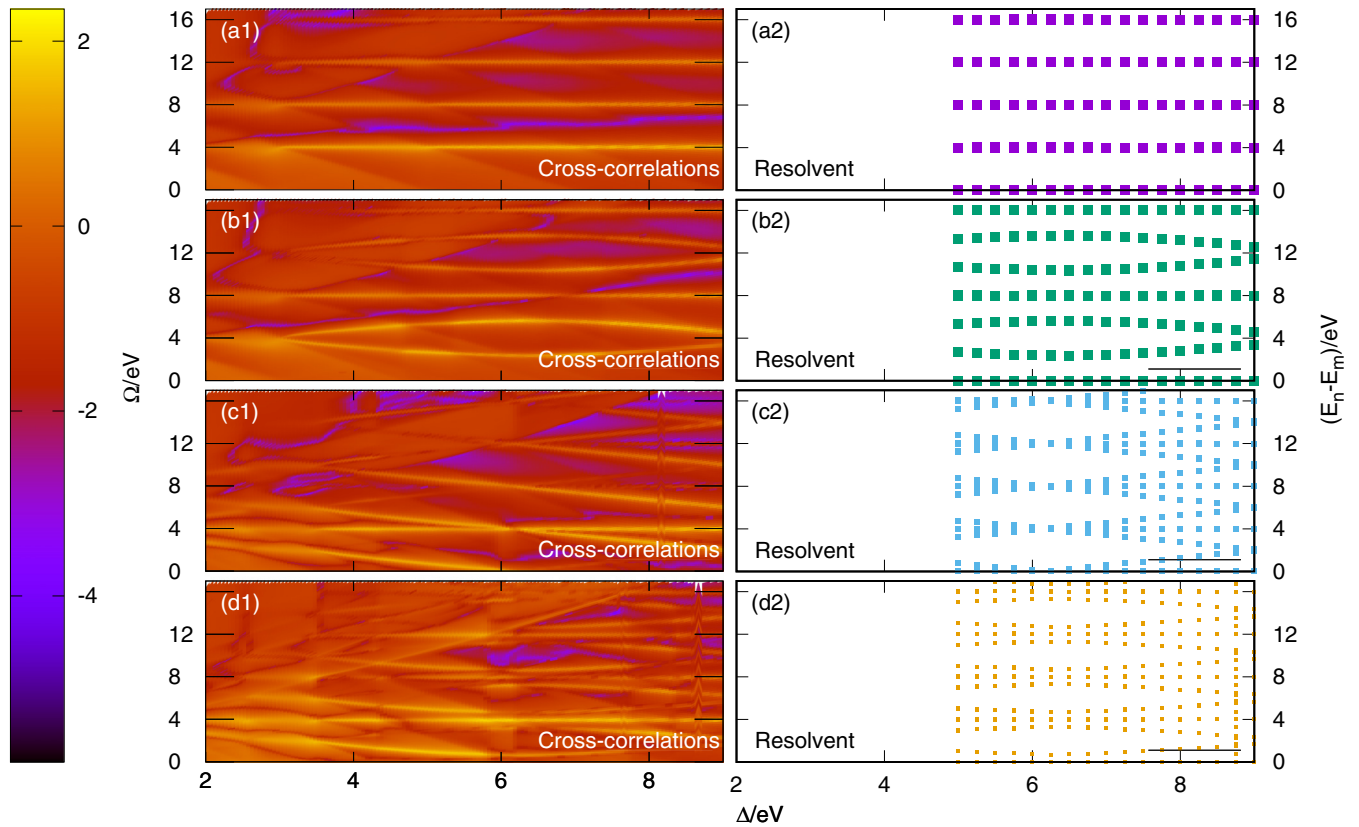 2
0
-2
-4
Ω/eV
16
12
8
4
0
(a1)
Cross-correlations
(a2)
Resolvent
16
12
8
4
0
12
8
4
0
(b1)
Cross-correlations
(b2)
Resolvent
12
8
4
0
12
8
4
0
(c1)
Cross-correlations
(c2)
Resolvent
12
8
4
0
12
8
4
0
(d1)
Cross-correlations
(d2)
Resolvent
12
8
4
0
(E_n-E_m)/eV
2
4
6
8
2
4
6
8
Δ/eV